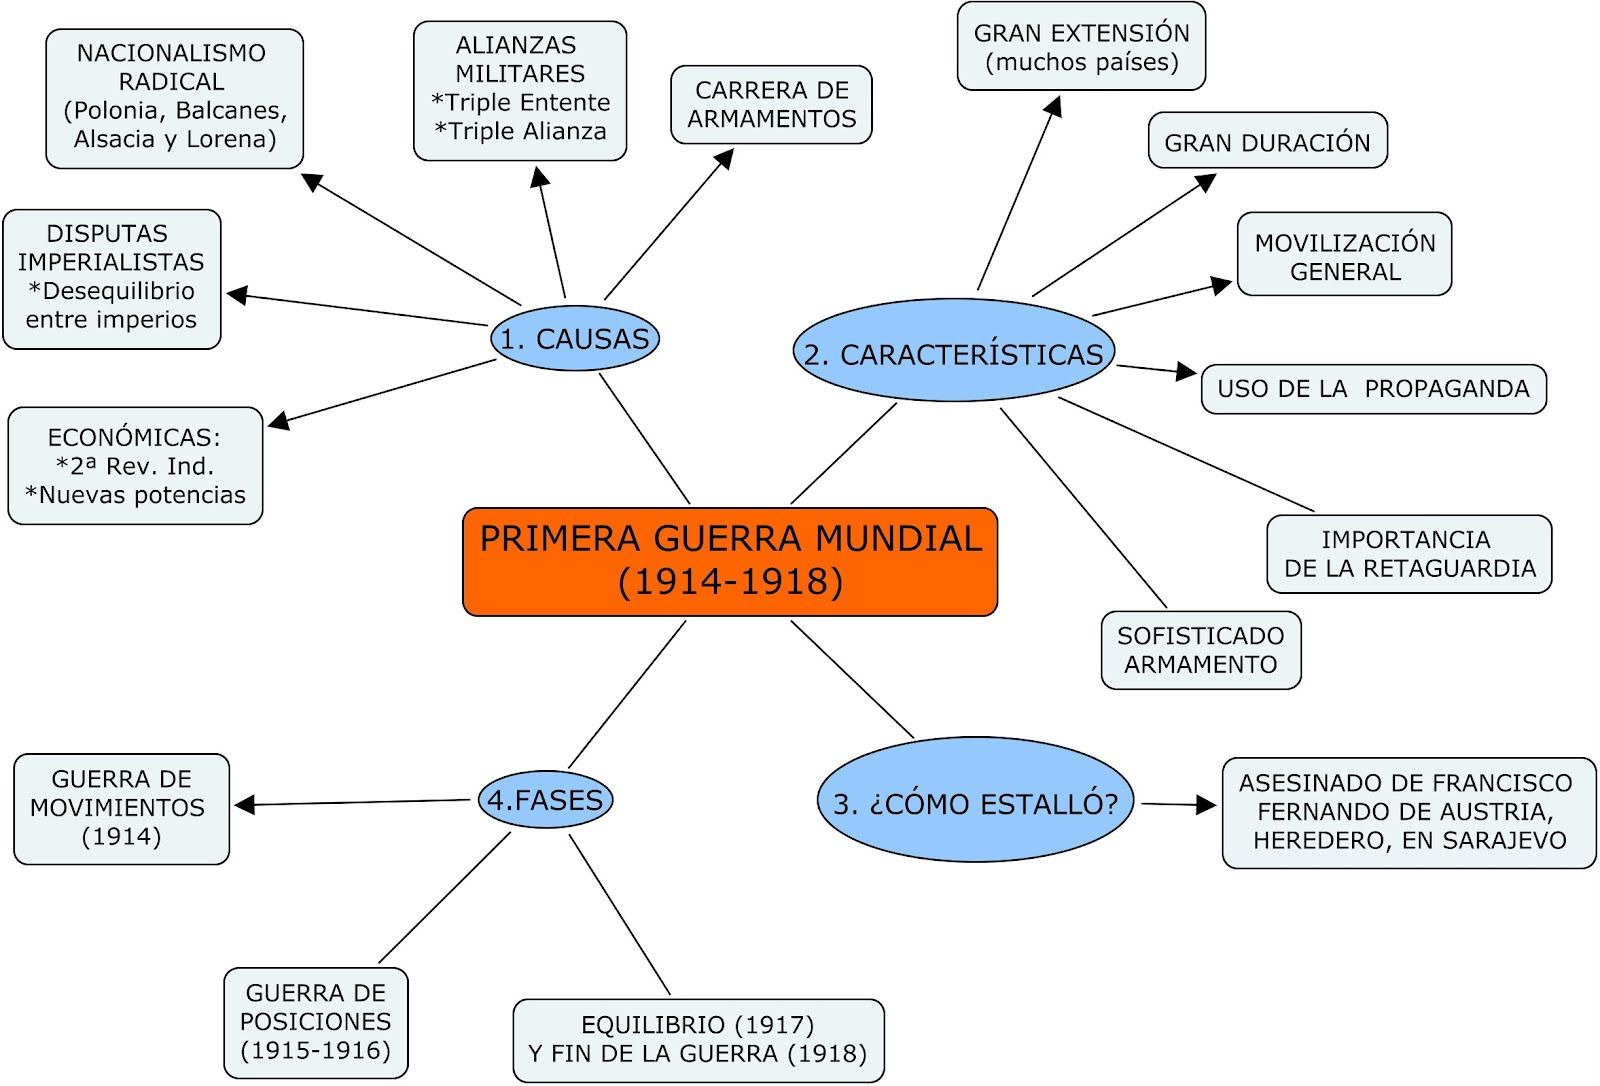 NACIONALISMO
RADICAL
(Polonia, Balcanes,
Alsacia y Lorena)
ALIANZAS
MILITARES
*Triple Entente
*Triple Alianza
CARRERA DE
ARMAMENTOS
DISPUTAS
IMPERIALISTAS
*Desequilibrio
entre imperios
ECONÓMICAS:
*2ª Rev. Ind.
*Nuevas potencias
1. CAUSAS
GRAN EXTENSIÓN
(muchos países)
GRAN DURACIÓN
MOVILIZACIÓN
GENERAL
2. CARACTERÍSTICAS
USO DE LA PROPAGANDA
IMPORTANCIA
DE LA RETAGUARDIA
SOFISTICADO
ARMAMENTO
PRIMERA GUERRA MUNDIAL
(1914-1918)
3. ¿CÓMO ESTALLÓ?
ASESINADO DE FRANCISCO
FERNANDO DE AUSTRIA,
HEREDERO, EN SARAJEVO
4.FASES
GUERRA DE
MOVIMIENTOS
(1914)
GUERRA DE
POSICIONES
(1915-1916)
EQUILIBRIO (1917)
Y FIN DE LA GUERRA (1918)